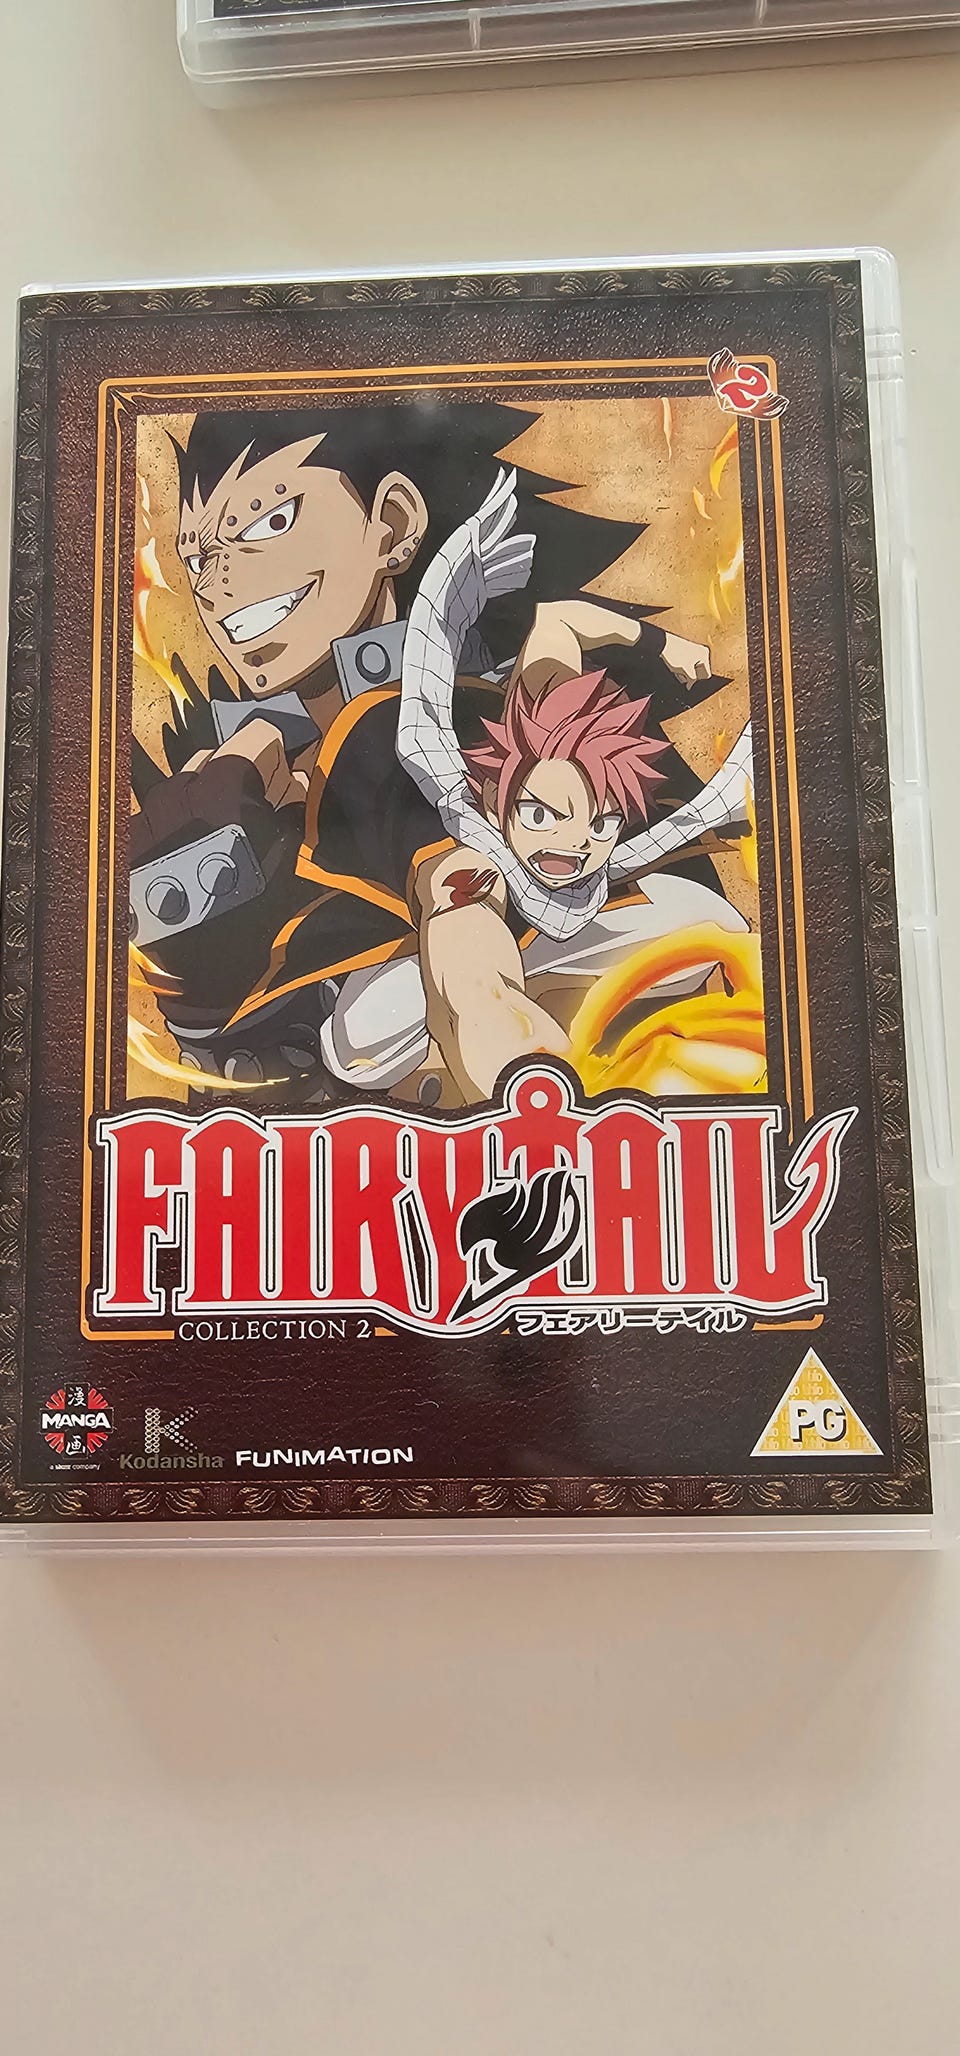 2
FAIRY TAIL
COLLECTION 2
フェアリーテイル
漫
MANGA
画
K
Kodansha
FUNIMATION
PG